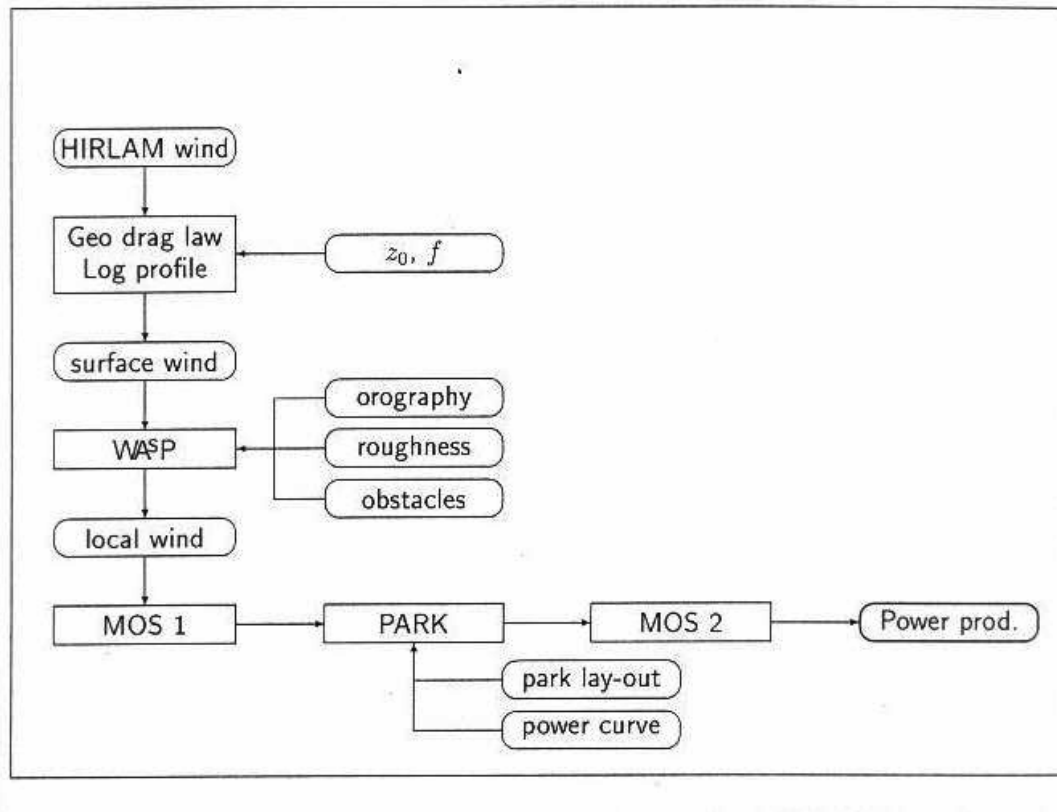 HIRLAM wind
Geo drag law
Log profile
z₀, f
surface wind
orography
WAsP
roughness
obstacles
local wind
MOS 1
PARK
MOS 2
Power prod.
park lay-out
power curve